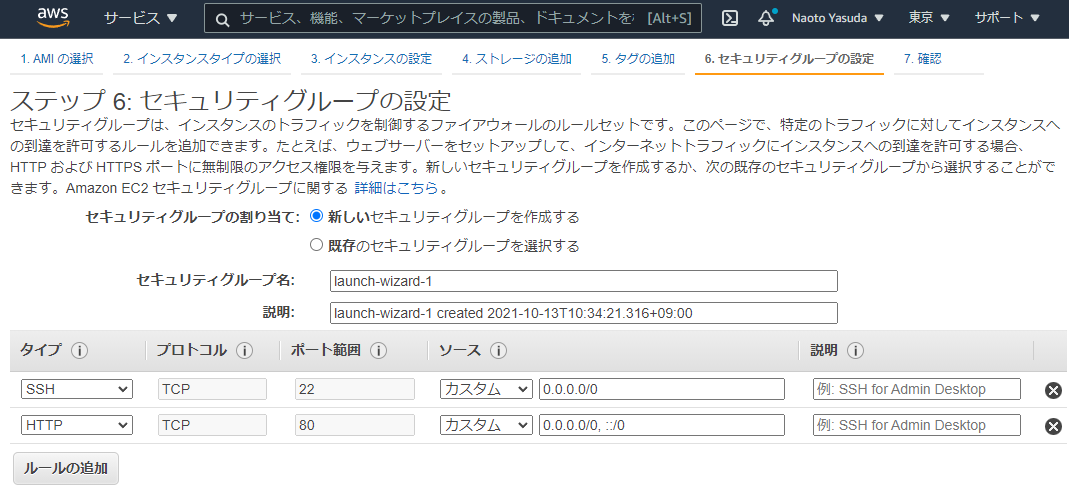 aws サービス サービス、機能、マーケットプレイスの製品、ドキュメントを [Alt+S] Naoto Yasuda 東京 サポート
1. AMI の選択 2. インスタンスタイプの選択 3. インスタンスの設定 4. ストレージの追加 5. タグの追加 6. セキュリティグループの設定 7. 確認
ステップ 6: セキュリティグループの設定
セキュリティグループは、インスタンスのトラフィックを制御するファイアウォールのルールセットです。このページで、特定のトラフィックに対してインスタンスへ
の到達を許可するルールを追加できます。たとえば、ウェブサーバーをセットアップして、インターネットトラフィックにインスタンスへの到達を許可する場合、
HTTP および HTTPS ポートに無制限のアクセス権限を与えます。新しいセキュリティグループを作成するか、次の既存のセキュリティグループから選択することがで
きます。Amazon EC2 セキュリティグループに関する 詳細はこちら 。
セキュリティグループの割り当て: 新しいセキュリティグループを作成する
既存のセキュリティグループを選択する
セキュリティグループ名: launch-wizard-1
説明: launch-wizard-1 created 2021-10-13T10:34:21.316+09:00
タイプ プロトコル ポート範囲 ソース 説明
SSH TCP 22 カスタム 0.0.0.0/0 例: SSH for Admin Desktop
HTTP TCP 80 カスタム 0.0.0.0/0, ::/0 例: SSH for Admin Desktop
ルールの追加